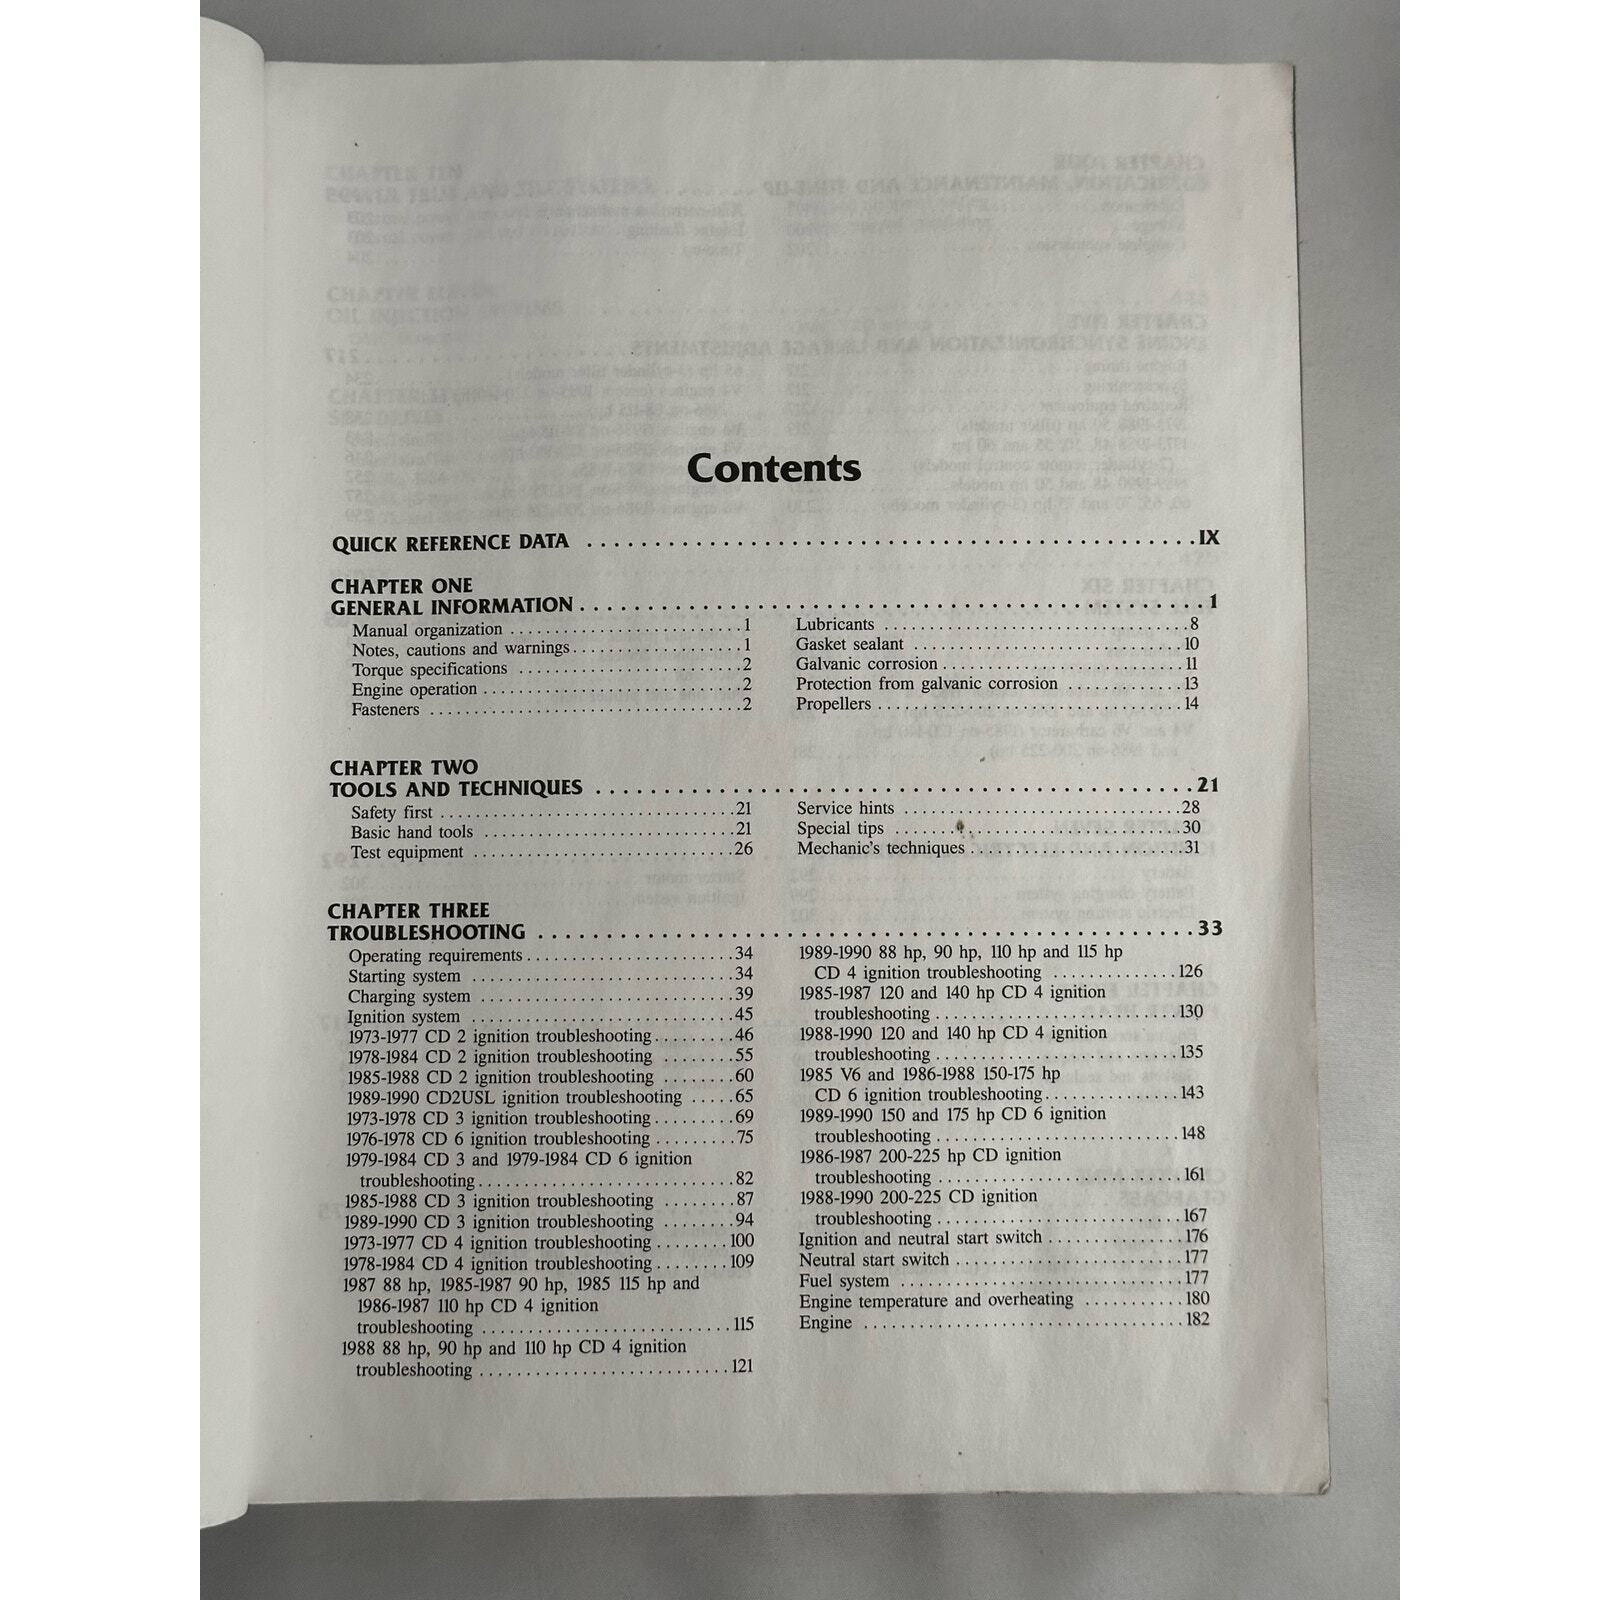 Contents
QUICK REFERENCE DATA ..... IX
CHAPTER ONE
GENERAL INFORMATION ..... 1
Manual organization ..... 1
Notes, cautions and warnings ..... 1
Torque specifications ..... 2
Engine operation ..... 2
Fasteners ..... 2
Lubricants ..... 8
Gasket sealant ..... 10
Galvanic corrosion ..... 11
Protection from galvanic corrosion ..... 13
Propellers ..... 14
CHAPTER TWO
TOOLS AND TECHNIQUES ..... 21
Safety first ..... 21
Basic hand tools ..... 21
Test equipment ..... 26
Service hints ..... 28
Special tips ..... 30
Mechanic's techniques ..... 31
CHAPTER THREE
TROUBLESHOOTING ..... 33
Operating requirements ..... 34
Starting system ..... 34
Charging system ..... 39
Ignition system ..... 45
1973-1977 CD 2 ignition troubleshooting ..... 46
1978-1984 CD 2 ignition troubleshooting ..... 55
1985-1988 CD 2 ignition troubleshooting ..... 60
1989-1990 CD2USL ignition troubleshooting ..... 65
1973-1978 CD 3 ignition troubleshooting ..... 69
1976-1978 CD 6 ignition troubleshooting ..... 75
1979-1984 CD 3 and 1979-1984 CD 6 ignition
troubleshooting ..... 82
1985-1988 CD 3 ignition troubleshooting ..... 87
1989-1990 CD 3 ignition troubleshooting ..... 94
1973-1977 CD 4 ignition troubleshooting ..... 100
1978-1984 CD 4 ignition troubleshooting ..... 109
1987 88 hp, 1985-1987 90 hp, 1985 115 hp and
1986-1987 110 hp CD 4 ignition
troubleshooting ..... 115
1988 88 hp, 90 hp and 110 hp CD 4 ignition
troubleshooting ..... 121
1989-1990 88 hp, 90 hp, 110 hp and 115 hp
CD 4 ignition troubleshooting ..... 126
1985-1987 120 and 140 hp CD 4 ignition
troubleshooting ..... 130
1988-1990 120 and 140 hp CD 4 ignition
troubleshooting ..... 135
1985 V6 and 1986-1988 150-175 hp
CD 6 ignition troubleshooting ..... 143
1989-1990 150 and 175 hp CD 6 ignition
troubleshooting ..... 148
1986-1987 200-225 hp CD ignition
troubleshooting ..... 161
1988-1990 200-225 CD ignition
troubleshooting ..... 167
Ignition and neutral start switch ..... 176
Neutral start switch ..... 177
Fuel system ..... 177
Engine temperature and overheating ..... 180
Engine ..... 182